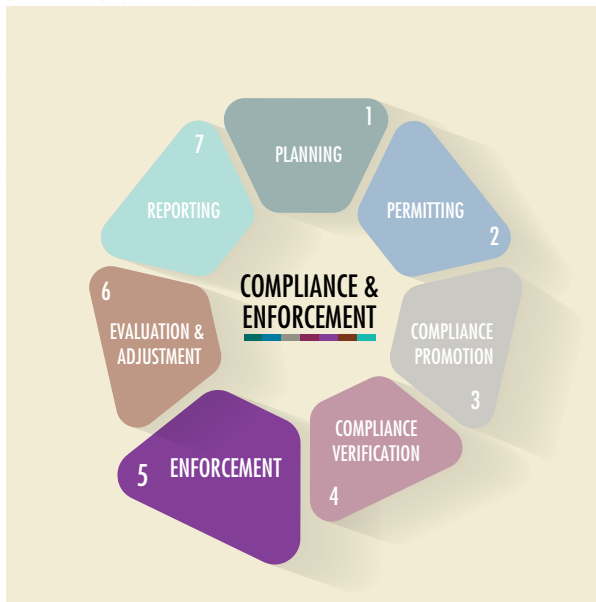 1
PLANNING
PERMITTING
2
COMPLIANCE
PROMOTION
3
COMPLIANCE
VERIFICATION
4
5 ENFORCEMENT
6
EVALUATION &
ADJUSTMENT
7
REPORTING
COMPLIANCE &
ENFORCEMENT